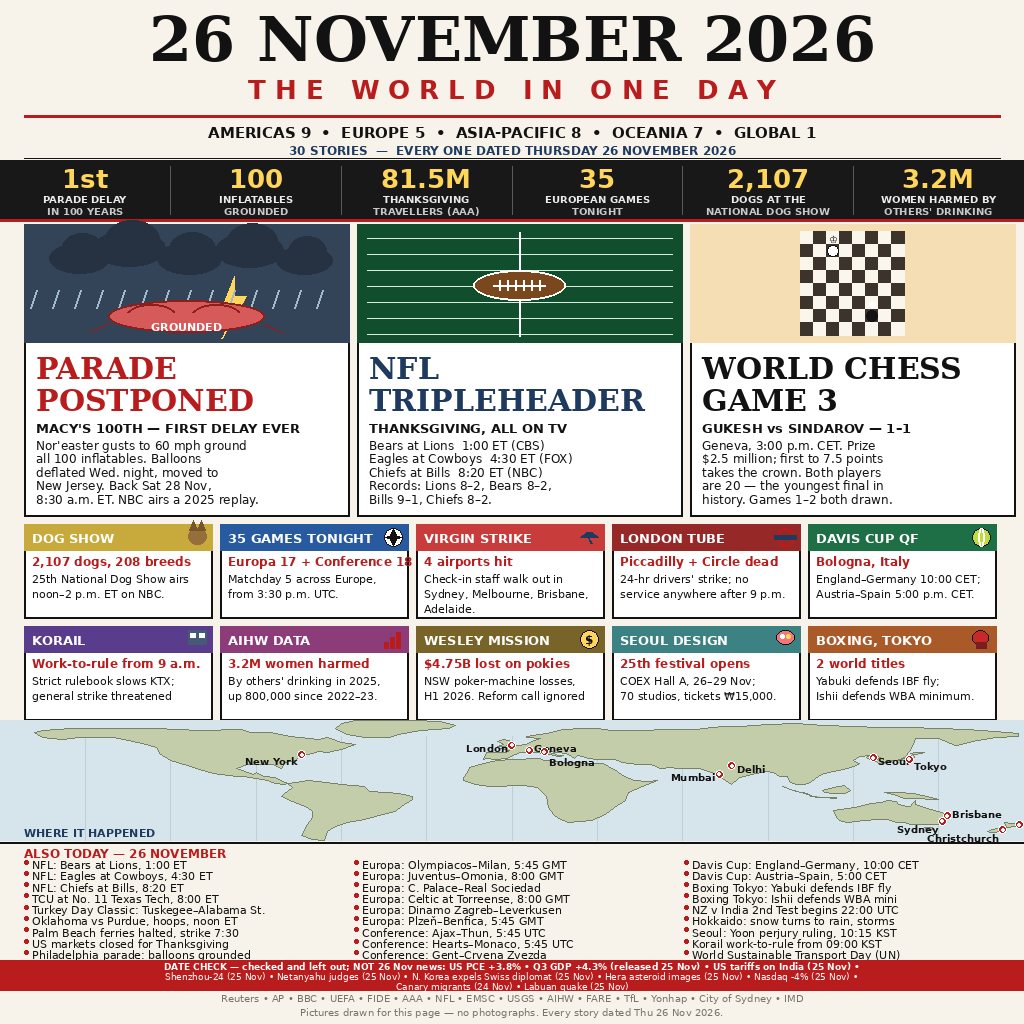 26 NOVEMBER 2026
THE WORLD IN ONE DAY
AMERICAS 9 • EUROPE 5 • ASIA-PACIFIC 8 • OCEANIA 7 • GLOBAL 1
30 STORIES — EVERY ONE DATED THURSDAY 26 NOVEMBER 2026
1st
PARADE DELAY
IN 100 YEARS
100
INFLATABLES
GROUNDED
81.5M
THANKSGIVING
TRAVELLERS (AAA)
35
EUROPEAN GAMES
TONIGHT
2,107
DOGS AT THE
NATIONAL DOG SHOW
3.2M
WOMEN HARMED BY
OTHERS' DRINKING
GROUNDED
PARADE
POSTPONED
MACY'S 100TH — FIRST DELAY EVER
Nor'easter gusts to 60 mph ground
all 100 inflatables. Balloons
deflated Wed. night, moved to
New Jersey. Back Sat 28 Nov,
8:30 a.m. ET. NBC airs a 2025 replay.
NFL
TRIPLEHEADER
THANKSGIVING, ALL ON TV
Bears at Lions 1:00 ET (CBS)
Eagles at Cowboys 4:30 ET (FOX)
Chiefs at Bills 8:20 ET (NBC)
Records: Lions 8–2, Bears 8–2,
Bills 9–1, Chiefs 8–2.
WORLD CHESS
GAME 3
GUKESH vs SINDAROV — 1–1
Geneva, 3:00 p.m. CET. Prize
$2.5 million; first to 7.5 points
takes the crown. Both players
are 20 — the youngest final in
history. Games 1–2 both drawn.
DOG SHOW
2,107 dogs, 208 breeds
25th National Dog Show airs
noon–2 p.m. ET on NBC.
35 GAMES TONIGHT
Europa 17 + Conference 18
Matchday 5 across Europe,
from 3:30 p.m. UTC.
VIRGIN STRIKE
4 airports hit
Check-in staff walk out in
Sydney, Melbourne, Brisbane,
Adelaide.
LONDON TUBE
Piccadilly + Circle dead
24-hr drivers' strike; no
service anywhere after 9 p.m.
DAVIS CUP QF
Bologna, Italy
England–Germany 10:00 CET;
Austria–Spain 5:00 p.m. CET.
KORAIL
Work-to-rule from 9 a.m.
Strict rulebook slows KTX;
general strike threatened
AIHW DATA
3.2M women harmed
By others' drinking in 2025,
up 800,000 since 2022–23.
WESLEY MISSION
$
$4.75B lost on pokies
NSW poker-machine losses,
H1 2026. Reform call ignored
SEOUL DESIGN
25th festival opens
COEX Hall A, 26–29 Nov;
70 studios, tickets ₩15,000.
BOXING, TOKYO
2 world titles
Yabuki defends IBF fly;
Ishii defends WBA minimum.
New York
London
Geneva
Bologna
Mumbai
Delhi
Seoul
Tokyo
Brisbane
Sydney
Christchurch
WHERE IT HAPPENED
ALSO TODAY — 26 NOVEMBER
NFL: Bears at Lions, 1:00 ET
NFL: Eagles at Cowboys, 4:30 ET
NFL: Chiefs at Bills, 8:20 ET
TCU at No. 11 Texas Tech, 8:00 ET
Turkey Day Classic: Tuskegee–Alabama St.
Oklahoma vs Purdue, hoops, noon ET
Palm Beach ferries halted, strike 7:30
US markets closed for Thanksgiving
Philadelphia parade: balloons grounded
Europa: Olympiacos–Milan, 5:45 GMT
Europa: Juventus–Omonia, 8:00 GMT
Europa: C. Palace–Real Sociedad
Europa: Celtic at Torreense, 8:00 GMT
Europa: Dinamo Zagreb–Leverkusen
Europa: Plzeň–Benfica, 5:45 GMT
Conference: Ajax–Thun, 5:45 UTC
Conference: Hearts–Monaco, 5:45 UTC
Conference: Gent–Crvena Zvezda
Davis Cup: England–Germany, 10:00 CET
Davis Cup: Austria–Spain, 5:00 CET
Boxing Tokyo: Yabuki defends IBF fly
Boxing Tokyo: Ishii defends WBA mini
NZ v India 2nd Test begins 22:00 UTC
Hokkaido: snow turns to rain, storms
Seoul: Yoon perjury ruling, 10:15 KST
Korail work-to-rule from 09:00 KST
World Sustainable Transport Day (UN)
DATE CHECK — checked and left out; NOT 26 Nov news: US PCE +3.8% • Q3 GDP +4.3% (released 25 Nov) • US tariffs on India (25 Nov) •
Shenzhou-24 (25 Nov) • Netanyahu judges (25 Nov) • N. Korea expels Swiss diplomat (25 Nov) • Hera asteroid images (25 Nov) • Nasdaq -4% (25 Nov) •
Canary migrants (24 Nov) • Labuan quake (25 Nov)
Reuters • AP • BBC • UEFA • FIDE • AAA • NFL • EMSC • USGS • AIHW • FARE • TfL • Yonhap • City of Sydney • IMD
Pictures drawn for this page — no photographs. Every story dated Thu 26 Nov 2026.